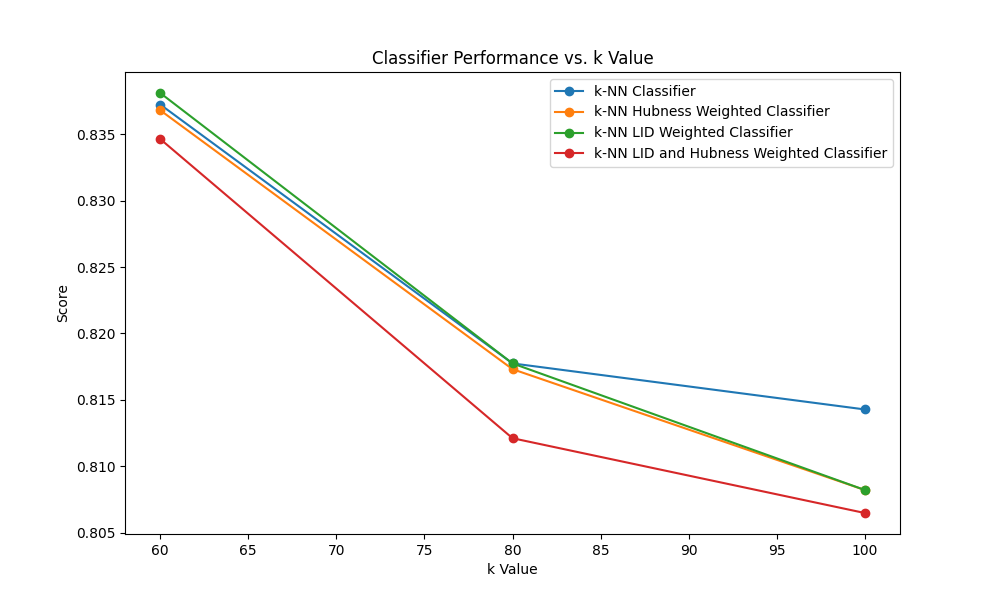 Classifier Performance vs. k Value
k-NN Classifier
k-NN Hubness Weighted Classifier
k-NN LID Weighted Classifier
k-NN LID and Hubness Weighted Classifier
Score
0.835
0.830
0.825
0.820
0.815
0.810
0.805
60 65 70 75 80 85 90 95 100
k Value